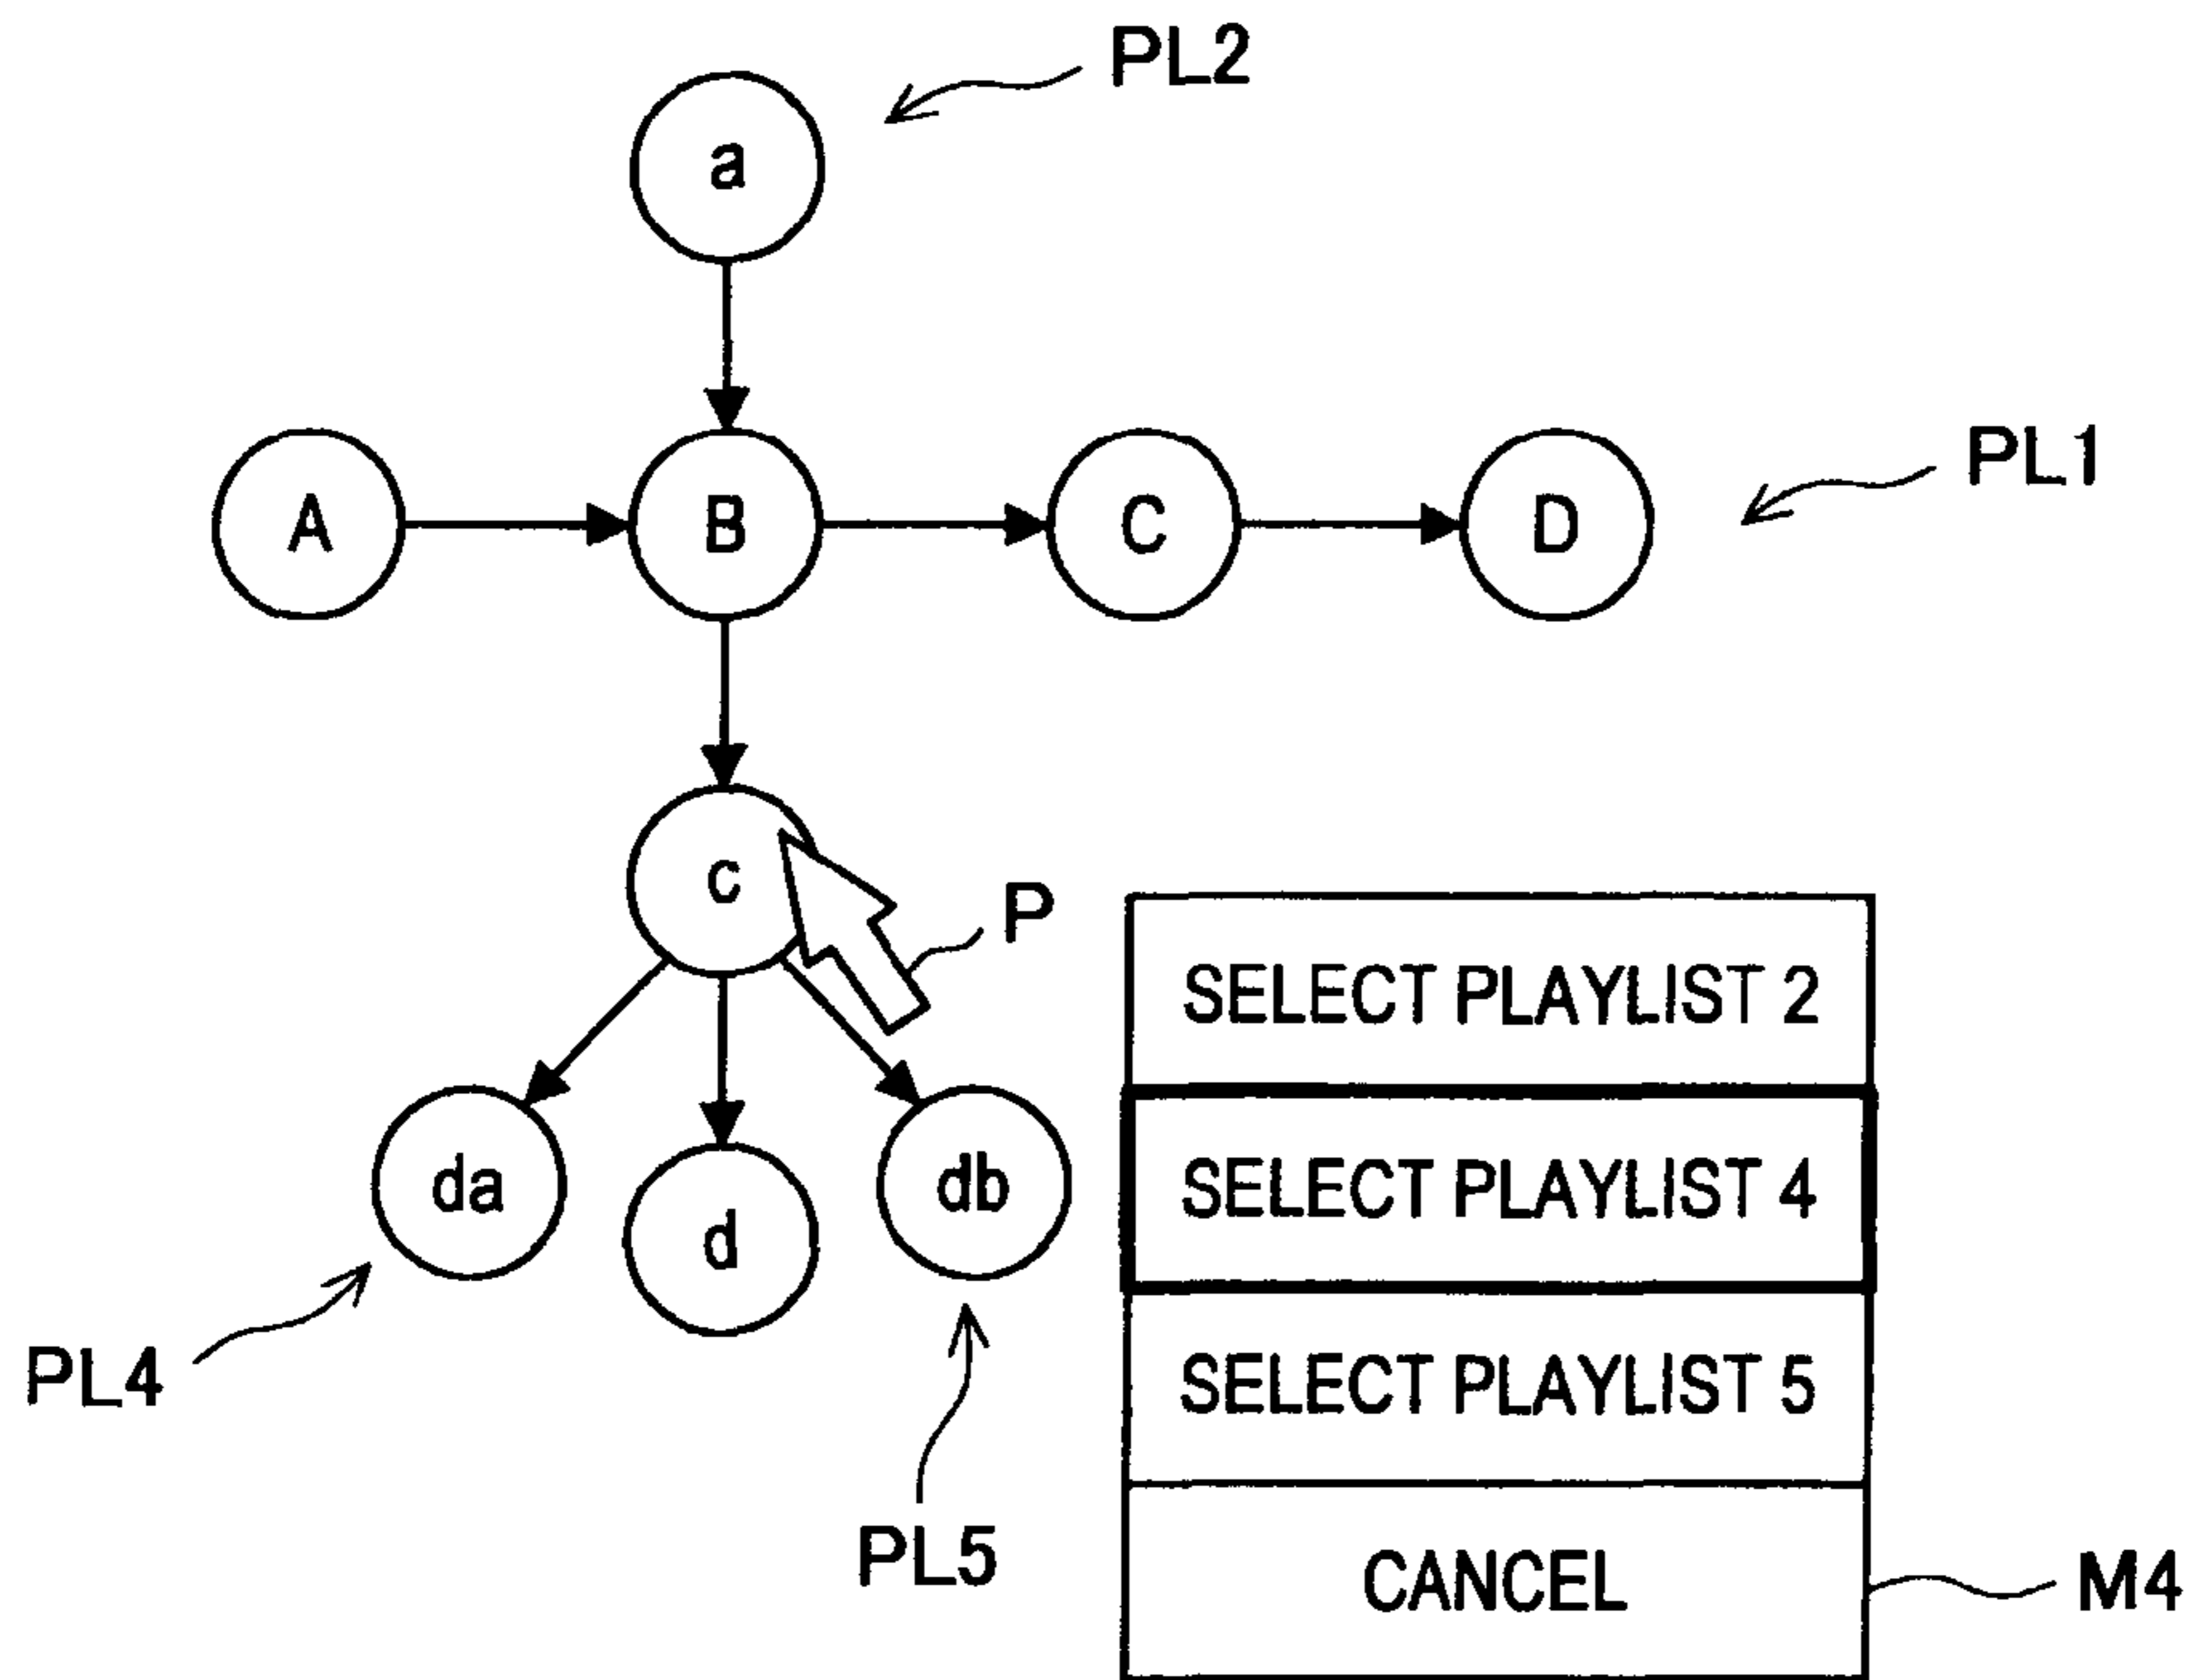 PL2
a
PL1
A
B
C
D
c
P
SELECT PLAYLIST 2
SELECT PLAYLIST 4
SELECT PLAYLIST 5
CANCEL
da
d
db
PL4
PL5
M4